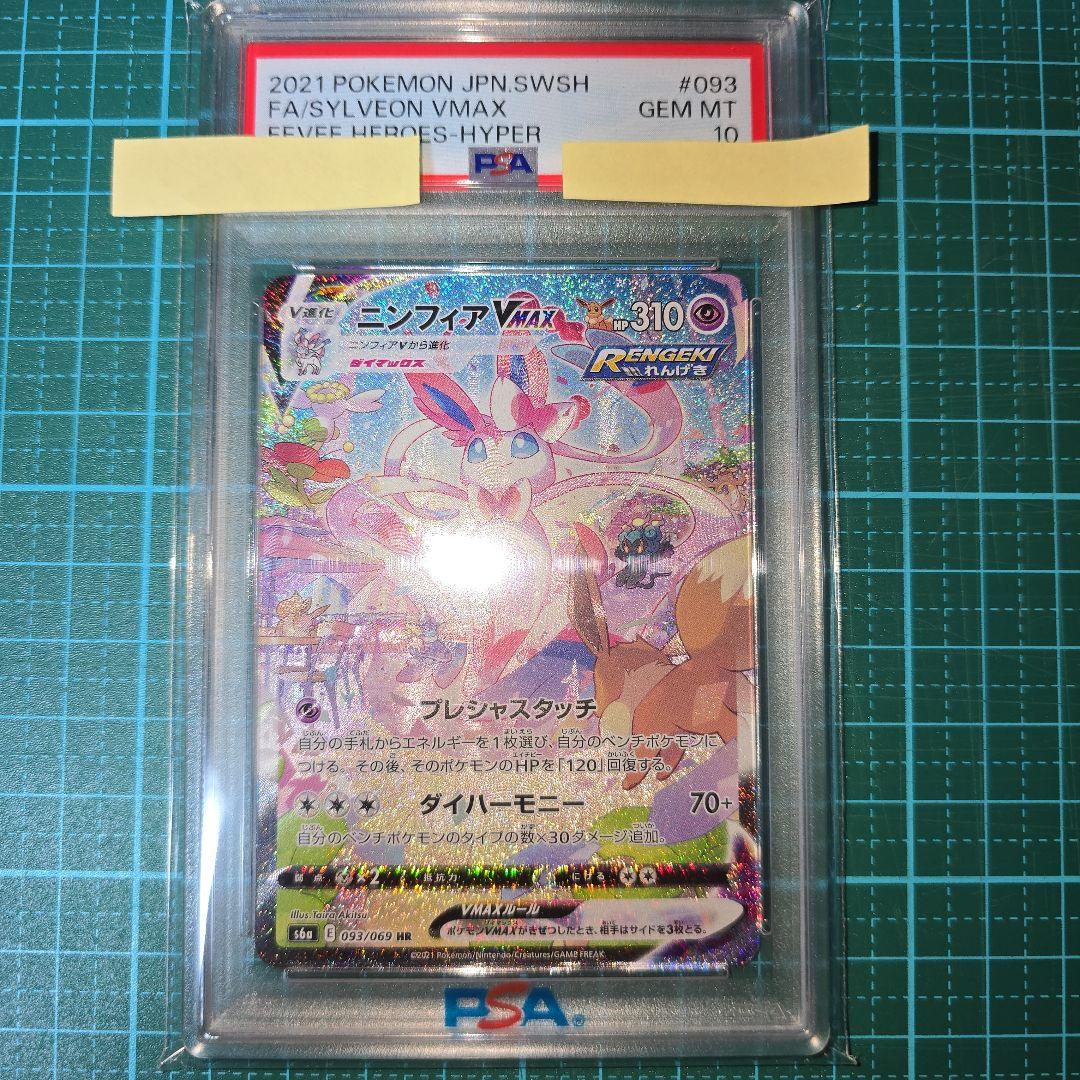 2021 POKEMON JPN.SWSH #093
FA/SYLVEON VMAX GEM MT
EEVEE HEROES-HYPER 10
PSA
V進化 ニンフィアVMAX HP310
ニンフィアVから進化
ダイマックス
RENGEKI
れんげき
プレシャスタッチ
自分の手札からエネルギーを1枚選び、自分のベンチポケモンに
つける。その後、そのポケモンのHPを「120」回復する。
ダイハーモニー 70+
自分のベンチポケモンのタイプの数×30ダメージ追加。
弱点 ×2 抵抗力 にげる
illus.Taira Akitsu
VMAXルール
ポケモンVMAXがきぜつしたとき、相手はサイドを3枚とる。
s6a E 093/069 HR
©2021 Pokémon/Nintendo/Creatures/GAME FREAK
PSA